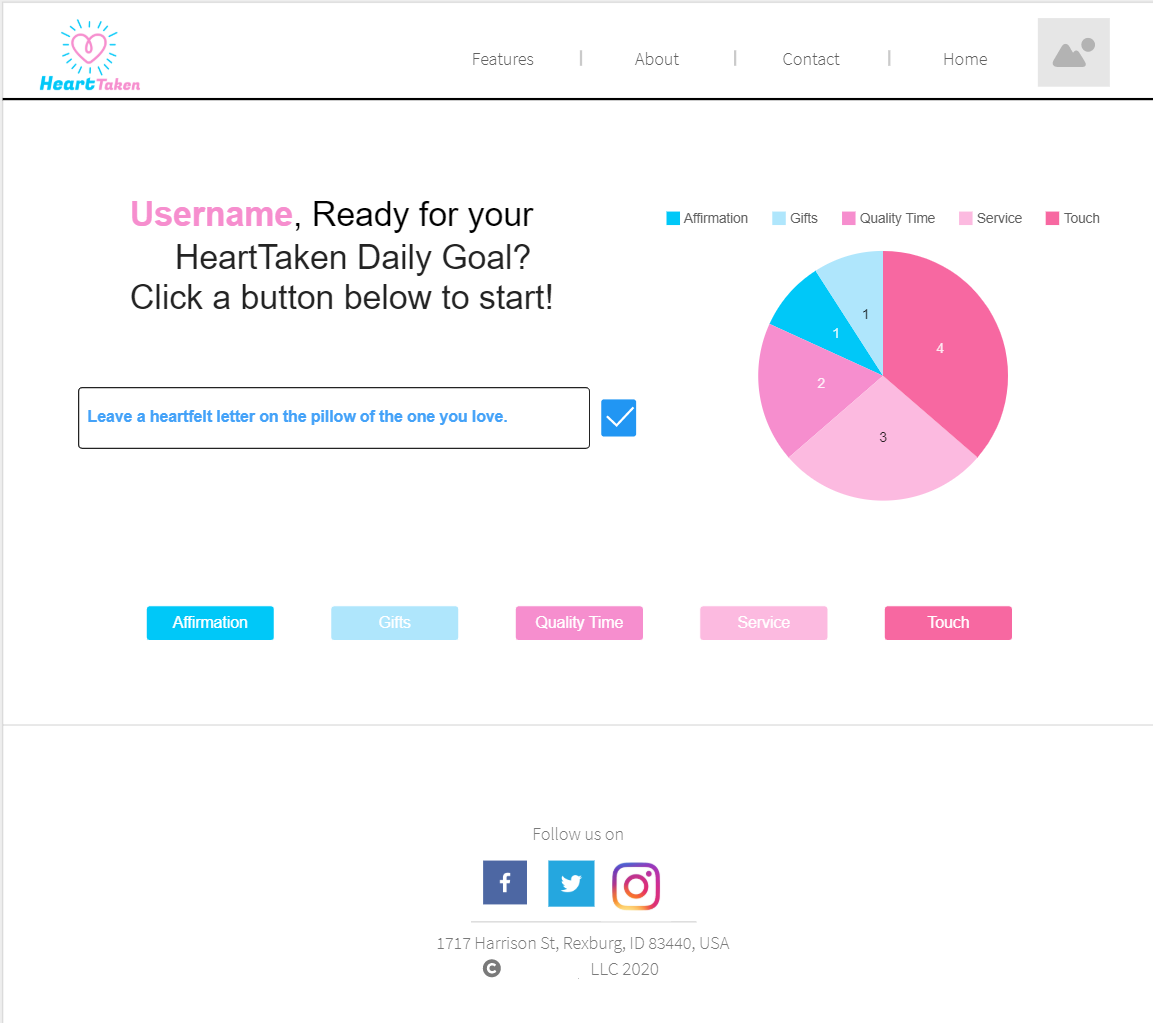 HeartTaken
Features | About | Contact | Home
Username, Ready for your
HeartTaken Daily Goal?
Click a button below to start!
Affirmation Gifts Quality Time Service Touch
1
4
1
2
3
Leave a heartfelt letter on the pillow of the one you love.
Affirmation Gifts Quality Time Service Touch
Follow us on
1717 Harrison St, Rexburg, ID 83440, USA
© LLC 2020